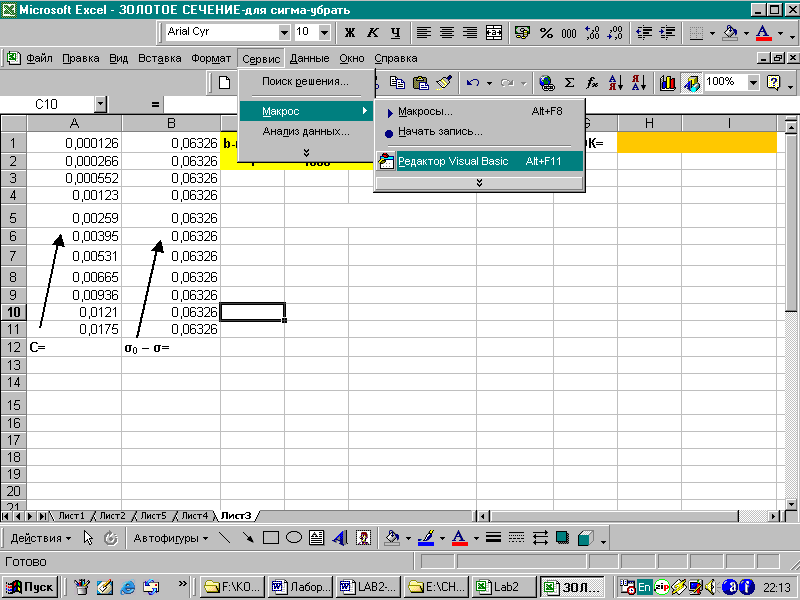 Microsoft Excel - ЗОЛОТОЕ СЕЧЕНИЕ-для сигма-убрать
Arial Cyr 10 Ж К Ч % 000
Файл Правка Вид Вставка Формат Сервис Данные Окно Справка
100%
C10 =
Поиск решения...
Макрос
Анализ данных...
Макросы... Alt+F8
Начать запись...
Редактор Visual Basic Alt+F11
A B G H I
1 0,000126 0,06326 K=
2 0,000266 0,06326
3 0,000552 0,06326
4 0,00123 0,06326
5 0,00259 0,06326
6 0,00395 0,06326
7 0,00531 0,06326
8 0,00665 0,06326
9 0,00936 0,06326
10 0,0121 0,06326
11 0,0175 0,06326
12 C= σ₀ – σ=
13
14
15
16
17
18
19
20
21
Лист1 Лист2 Лист5 Лист4 Лист3
Действия Автофигуры
Готово
Пуск F:\KO... Лабор... LAB2-... E:\CH... Lab2 ЗОЛ... En 22:13